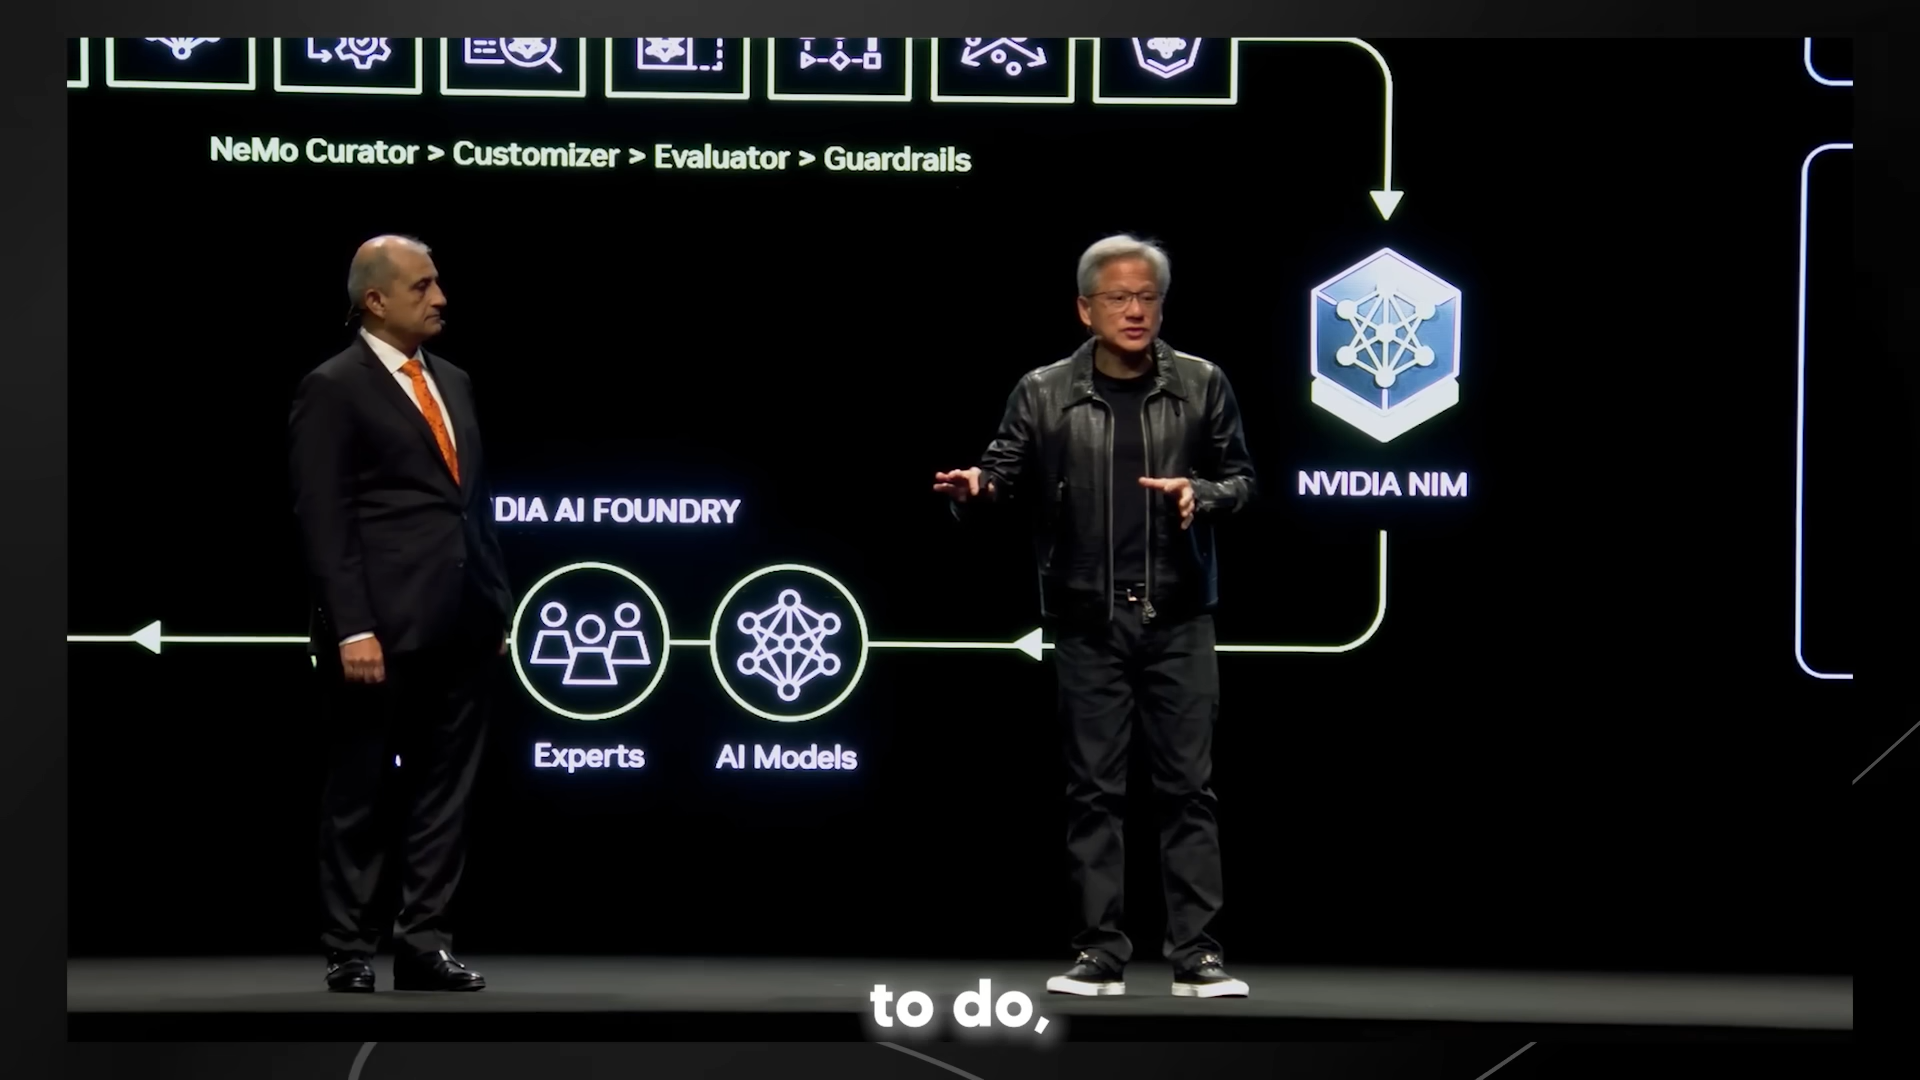 NeMo Curator > Customizer > Evaluator > Guardrails
NVIDIA NIM
DIA AI FOUNDRY
Experts
AI Models
to do,